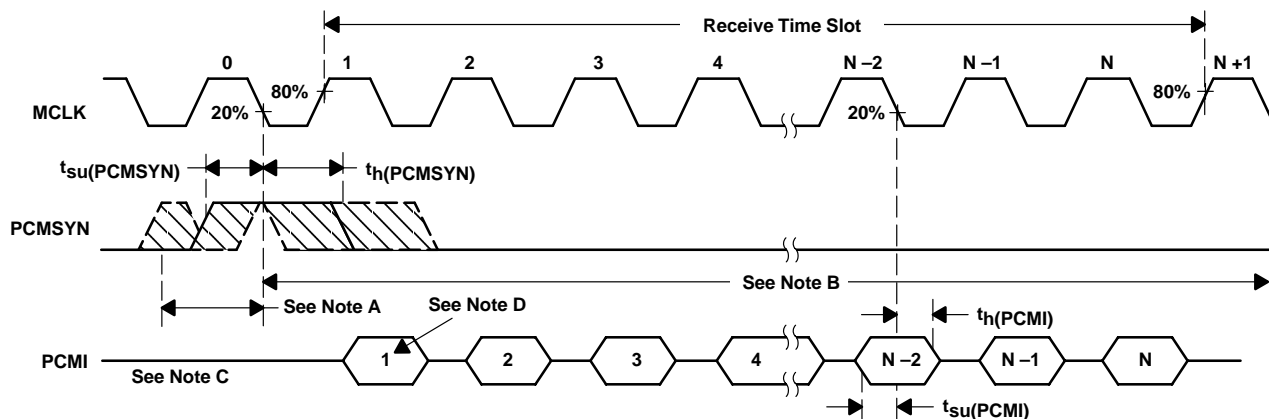 Receive Time Slot
0 1 2 3 4 N –2 N –1 N N +1
80% 80%
20% 20%
MCLK
tsu(PCMSYN) th(PCMSYN)
PCMSYN
See Note A See Note B
See Note D
th(PCMI)
PCMI 1 2 3 4 N –2 N –1 N
See Note C
tsu(PCMI)